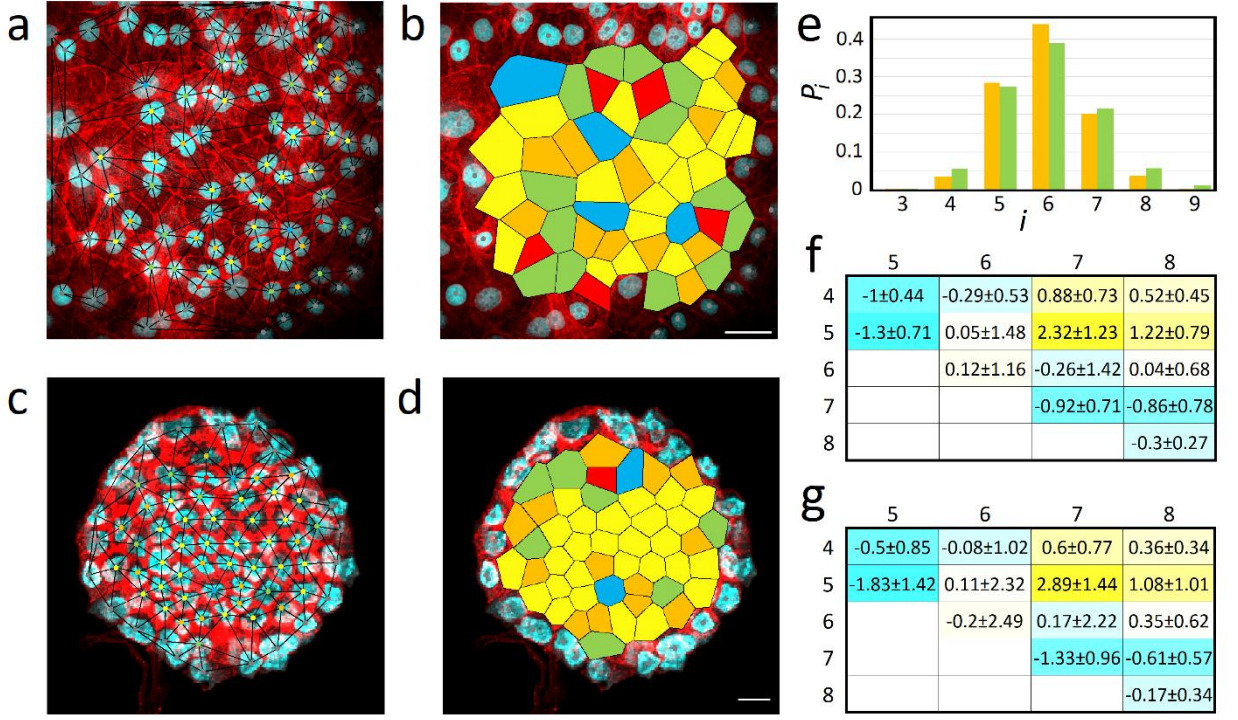 a
b
e
0.4
0.3
0.2
0.1
0
P_i
3 4 5 6 7 8 9
i
f
5 6 7 8
4 -1±0.44 -0.29±0.53 0.88±0.73 0.52±0.45
5 -1.3±0.71 0.05±1.48 2.32±1.23 1.22±0.79
6 0.12±1.16 -0.26±1.42 0.04±0.68
7 -0.92±0.71 -0.86±0.78
8 -0.3±0.27
c
d
g
5 6 7 8
4 -0.5±0.85 -0.08±1.02 0.6±0.77 0.36±0.34
5 -1.83±1.42 0.11±2.32 2.89±1.44 1.08±1.01
6 -0.2±2.49 0.17±2.22 0.35±0.62
7 -1.33±0.96 -0.61±0.57
8 -0.17±0.34